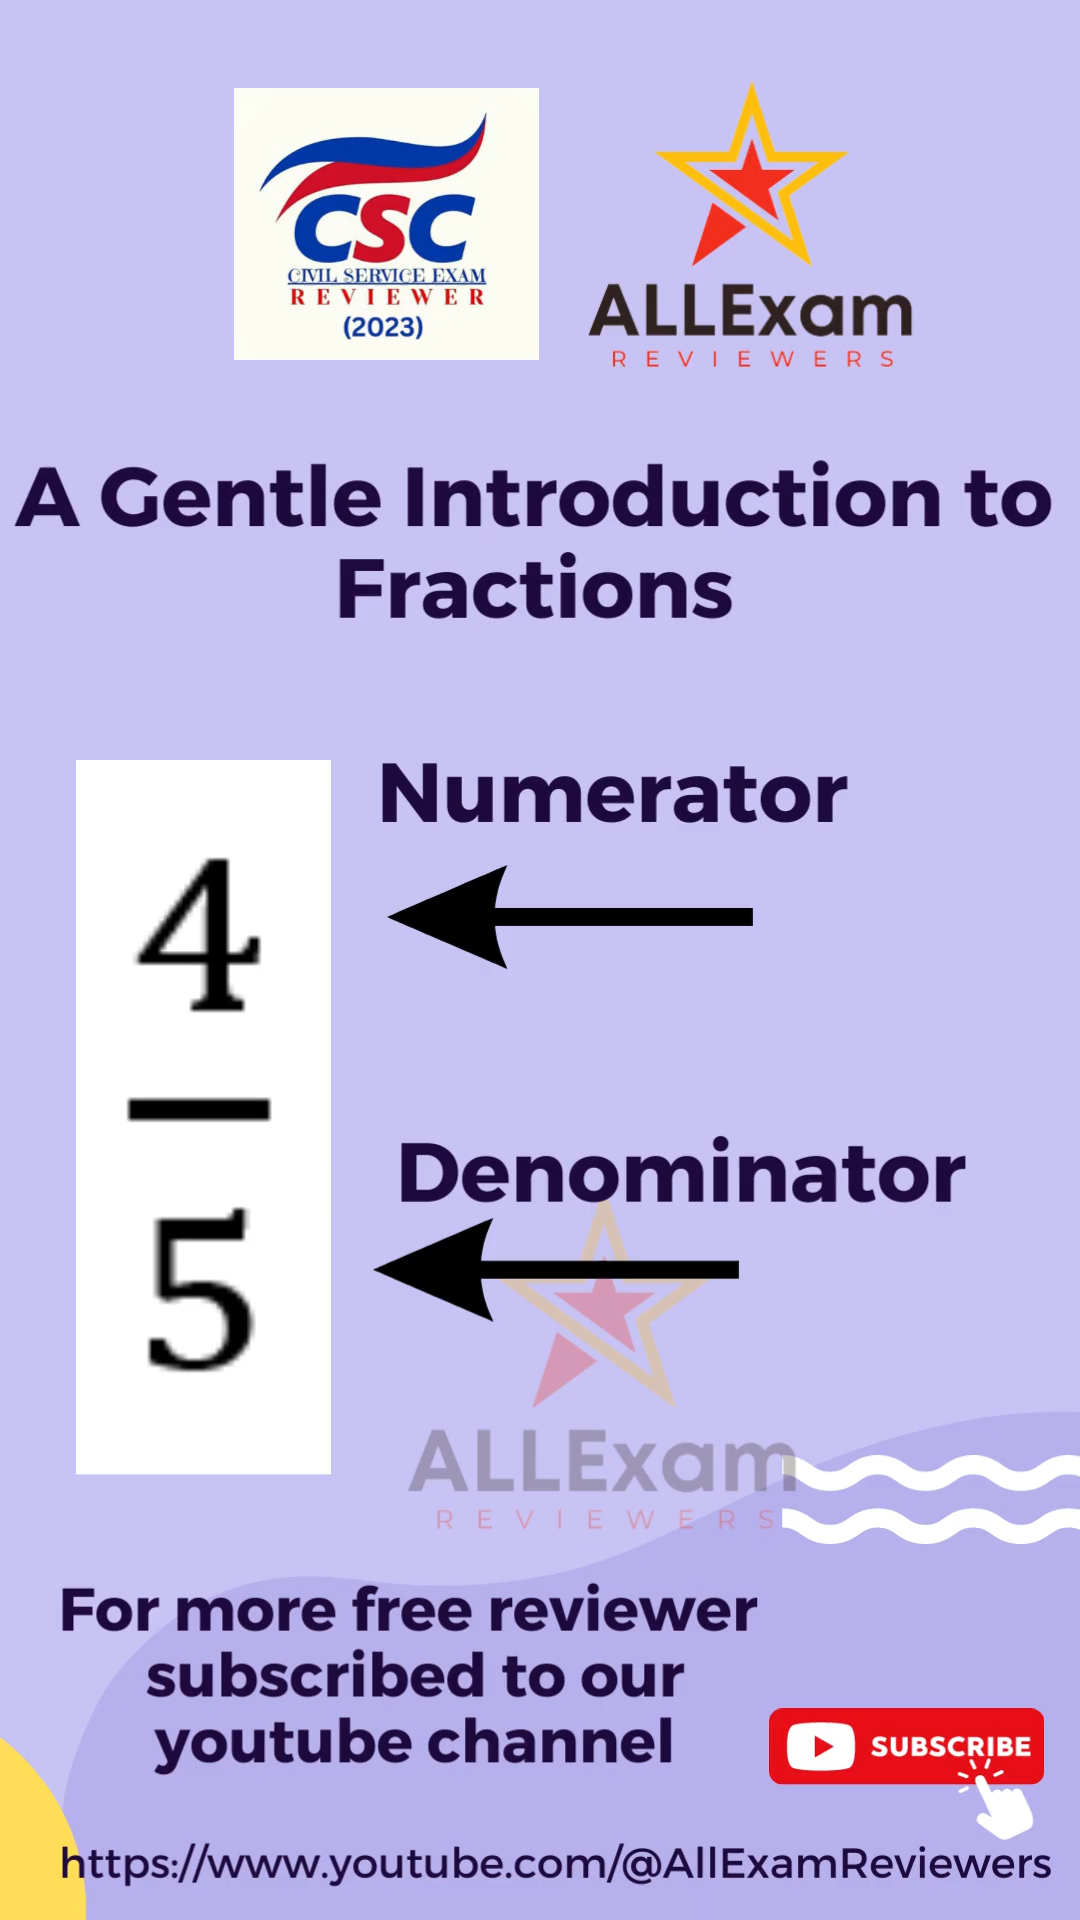 CSC
CIVIL SERVICE EXAM
REVIEWER
(2023)
ALLExam
REVIEWERS
A Gentle Introduction to
Fractions
Numerator
4
5
Denominator
ALLExam
REVIEWERS
For more free reviewer
subscribed to our
youtube channel
SUBSCRIBE
https://www.youtube.com/@AllExamReviewers